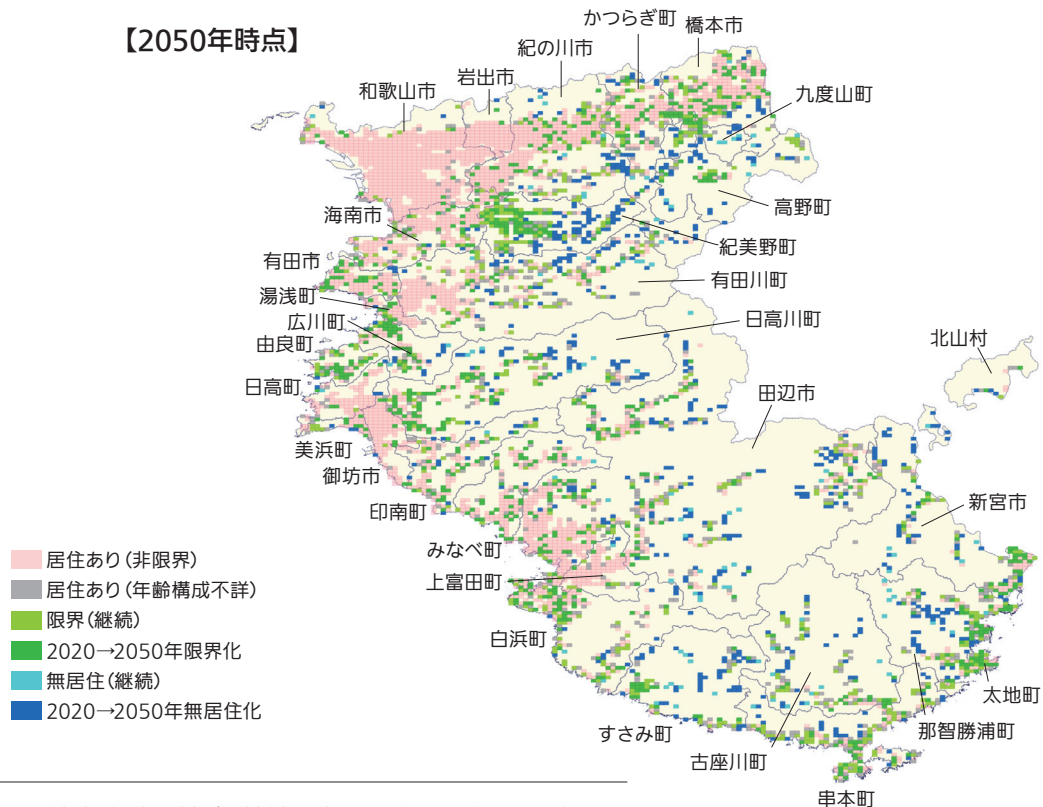 【2050年時点】
かつらぎ町
橋本市
紀の川市
岩出市
和歌山市
九度山町
高野町
海南市
紀美野町
有田市
有田川町
湯浅町
広川町
日高川町
由良町
北山村
日高町
田辺市
美浜町
御坊市
新宮市
印南町
みなべ町
上富田町
白浜町
太地町
那智勝浦町
すさみ町
古座川町
串本町
居住あり(非限界)
居住あり(年齢構成不詳)
限界(継続)
2020→2050年限界化
無居住(継続)
2020→2050年無居住化